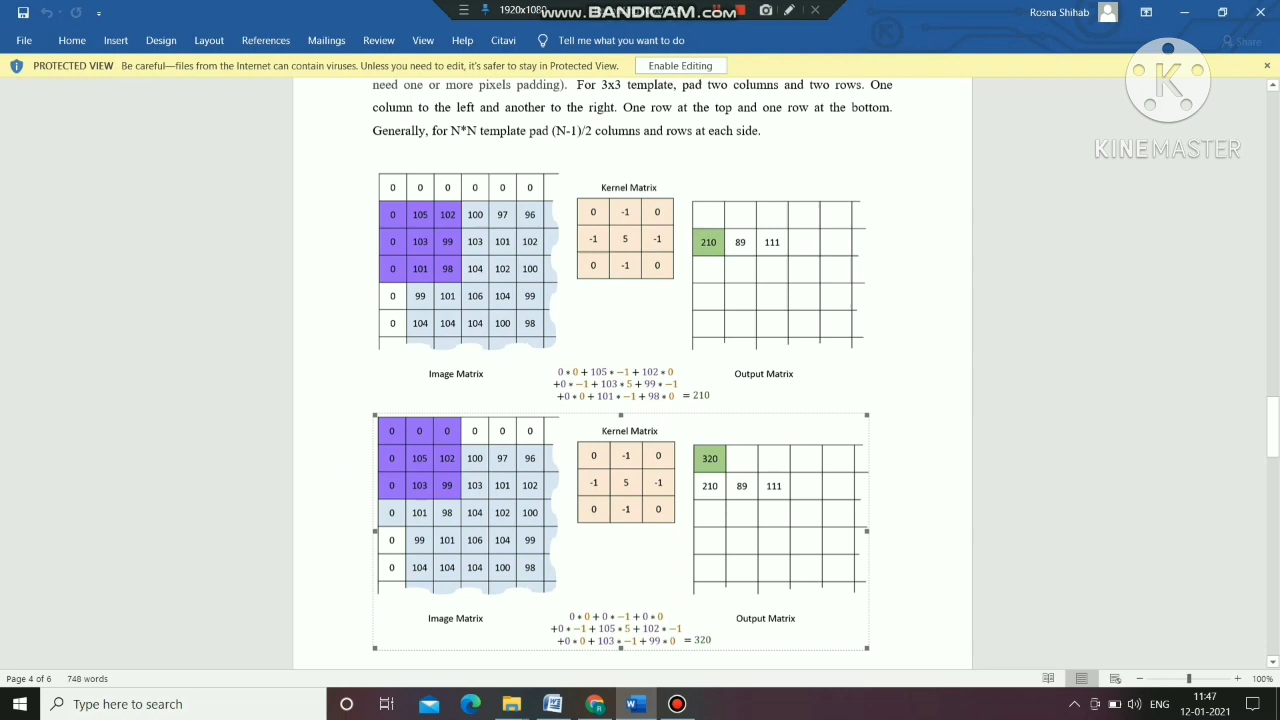 1920x1080
www.BANDICAM.com
Rosna Shihab
File Home Insert Design Layout References Mailings Review View Help Citavi Tell me what you want to do Share
PROTECTED VIEW Be careful—files from the Internet can contain viruses. Unless you need to edit, it's safer to stay in Protected View. Enable Editing
K
KINEMASTER
need one or more pixels padding). For 3x3 template, pad two columns and two rows. One
column to the left and another to the right. One row at the top and one row at the bottom.
Generally, for N*N template pad (N-1)/2 columns and rows at each side.
0 0 0 0 0 0
0 105 102 100 97 96
0 103 99 103 101 102
0 101 98 104 102 100
0 99 101 106 104 99
0 104 104 104 100 98
Image Matrix
Kernel Matrix
0 -1 0
-1 5 -1
0 -1 0
210 89 111
Output Matrix
0 * 0 + 105 * −1 + 102 * 0
+0 * −1 + 103 * 5 + 99 * −1
+0 * 0 + 101 * −1 + 98 * 0 = 210
0 0 0 0 0 0
0 105 102 100 97 96
0 103 99 103 101 102
0 101 98 104 102 100
0 99 101 106 104 99
0 104 104 104 100 98
Image Matrix
Kernel Matrix
0 -1 0
-1 5 -1
0 -1 0
320
210 89 111
Output Matrix
0 * 0 + 0 * −1 + 0 * 0
+0 * −1 + 105 * 5 + 102 * −1
+0 * 0 + 103 * −1 + 99 * 0 = 320
Page 4 of 6 748 words
100%
Type here to search
ENG
11:47
12-01-2021